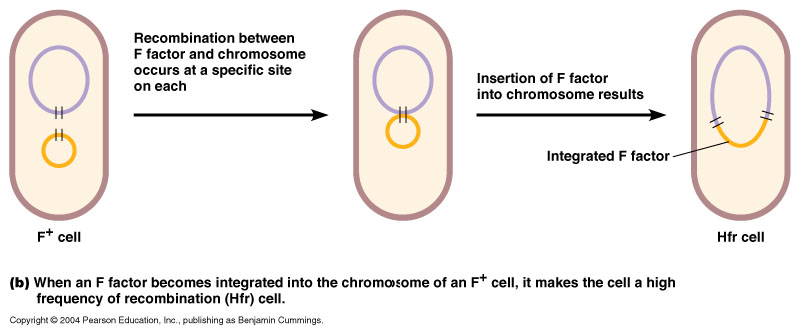 Recombination between
F factor and chromosome
occurs at a specific site
on each
Insertion of F factor
into chromosome results
Integrated F factor
F+ cell
Hfr cell
(b) When an F factor becomes integrated into the chromosome of an F+ cell, it makes the cell a high
frequency of recombination (Hfr) cell.
Copyright © 2004 Pearson Education, Inc., publishing as Benjamin Cummings.